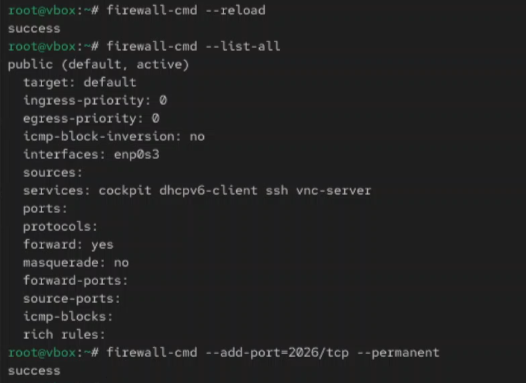 root@vbox:~# firewall-cmd --reload
success
root@vbox:~# firewall-cmd --list-all
public (default, active)
  target: default
  ingress-priority: 0
  egress-priority: 0
  icmp-block-inversion: no
  interfaces: enp0s3
  sources:
  services: cockpit dhcpv6-client ssh vnc-server
  ports:
  protocols:
  forward: yes
  masquerade: no
  forward-ports:
  source-ports:
  icmp-blocks:
  rich rules:
root@vbox:~# firewall-cmd --add-port=2026/tcp --permanent
success